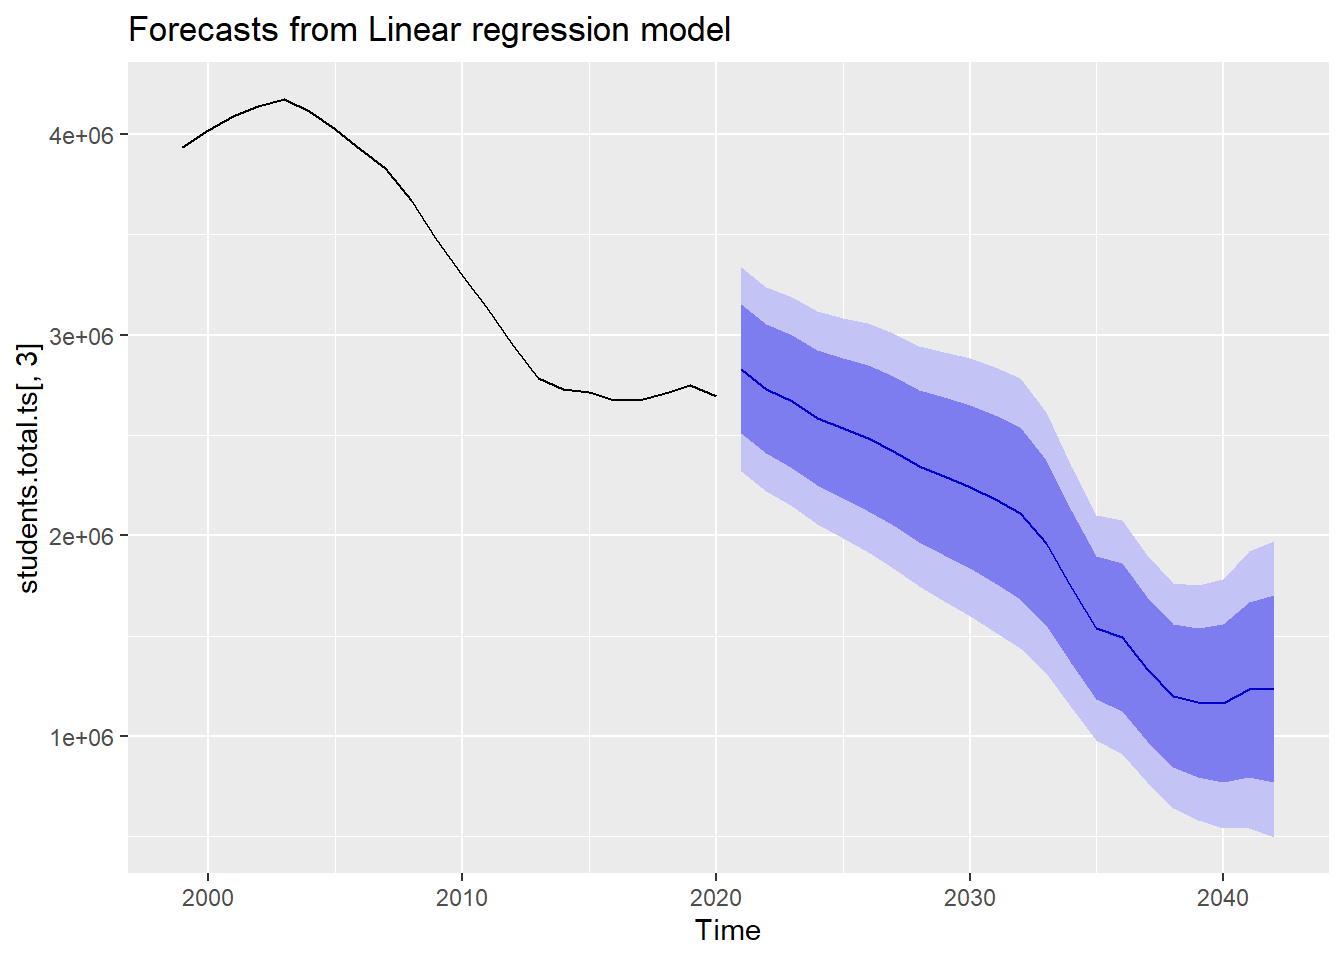 Forecasts from Linear regression model
students.total.ts[, 3]
4e+06
3e+06
2e+06
1e+06
2000 2010 2020 2030 2040
Time